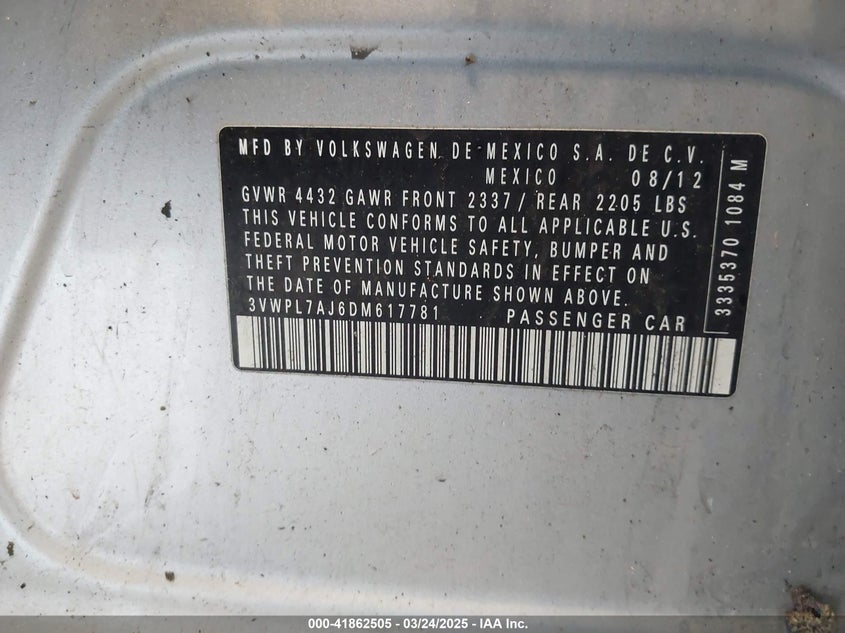 MFD BY VOLKSWAGEN DE MEXICO S.A. DE C.V.
MEXICO 08/12
GVWR 4432 GAWR FRONT 2337 / REAR 2205 LBS
THIS VEHICLE CONFORMS TO ALL APPLICABLE U.S.
FEDERAL MOTOR VEHICLE SAFETY, BUMPER AND
THEFT PREVENTION STANDARDS IN EFFECT ON
THE DATE OF MANUFACTURE SHOWN ABOVE.
3VWPL7AJ6DM617781 PASSENGER CAR
3335370 1084 M
000-41862505 - 03/24/2025 - © IAA Inc.